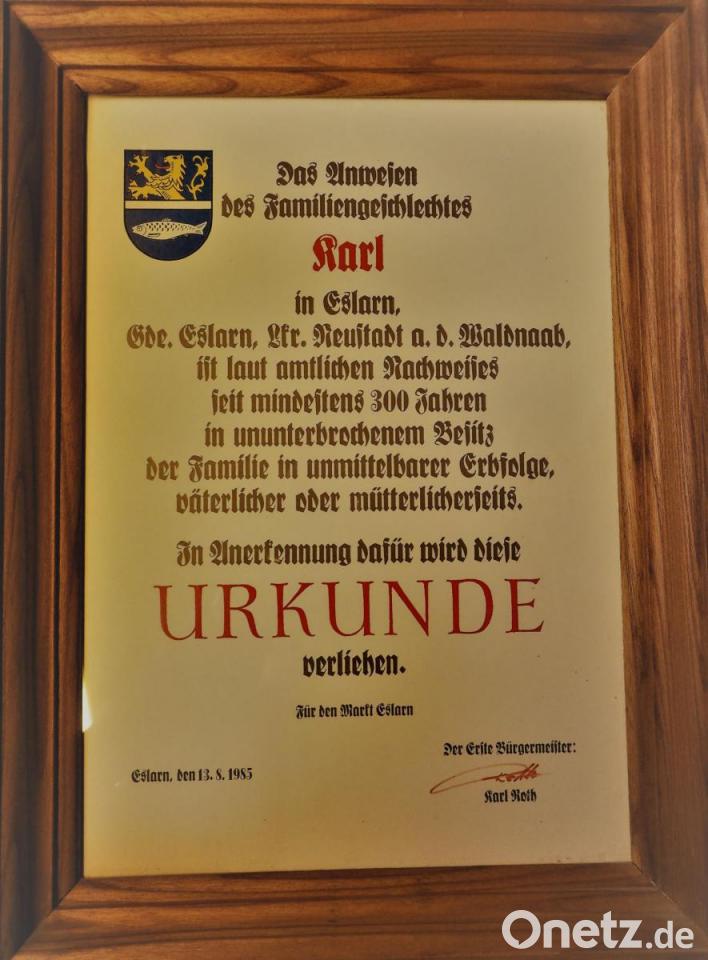 Das Anwesen
des Familiengeschlechtes
Karl
in Eslarn,
Gde. Eslarn, Lkr. Neustadt a. d. Waldnaab,
ist laut amtlichen Nachweises
seit mindestens 300 Jahren
in ununterbrochenem Besitz
der Familie in unmittelbarer Erbfolge,
väterlicher oder mütterlicherseits.
In Anerkennung dafür wird diese
URKUNDE
verliehen.
Für den Markt Eslarn
Der Erste Bürgermeister:
Eslarn, den 13. 8. 1985
Karl Roth
Onetz.de